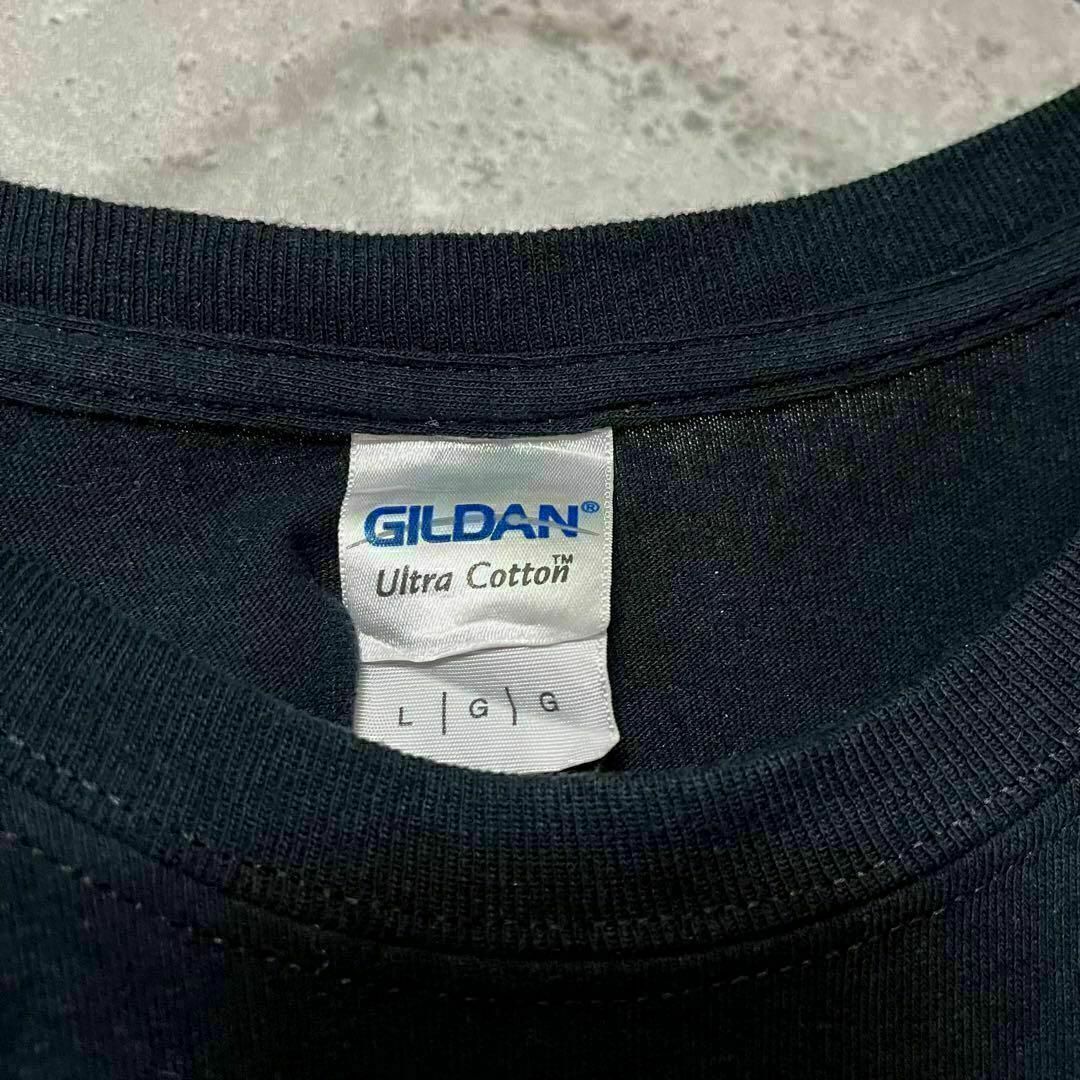 GILDAN®
Ultra Cotton™
L | G | G